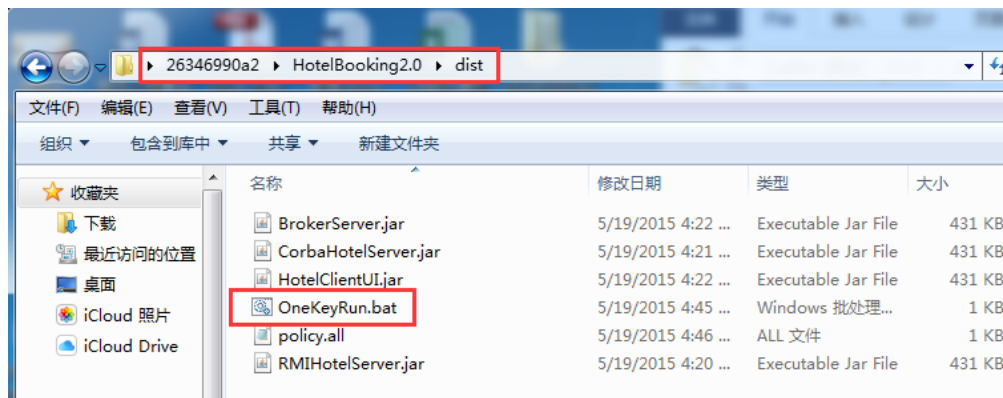 26346990a2 HotelBooking2.0 dist
文件(F) 编辑(E) 查看(V) 工具(T) 帮助(H)
组织 包含到库中 共享 新建文件夹
收藏夹
下载
最近访问的位置
桌面
iCloud 照片
iCloud Drive
名称 修改日期 类型 大小
BrokerServer.jar 5/19/2015 4:22 ... Executable Jar File 431 KB
CorbaHotelServer.jar 5/19/2015 4:21 ... Executable Jar File 431 KB
HotelClientUI.jar 5/19/2015 4:22 ... Executable Jar File 431 KB
OneKeyRun.bat 5/19/2015 4:45 ... Windows 批处理... 1 KB
policy.all 5/19/2015 4:46 ... ALL 文件 1 KB
RMIHotelServer.jar 5/19/2015 4:20 ... Executable Jar File 431 KB